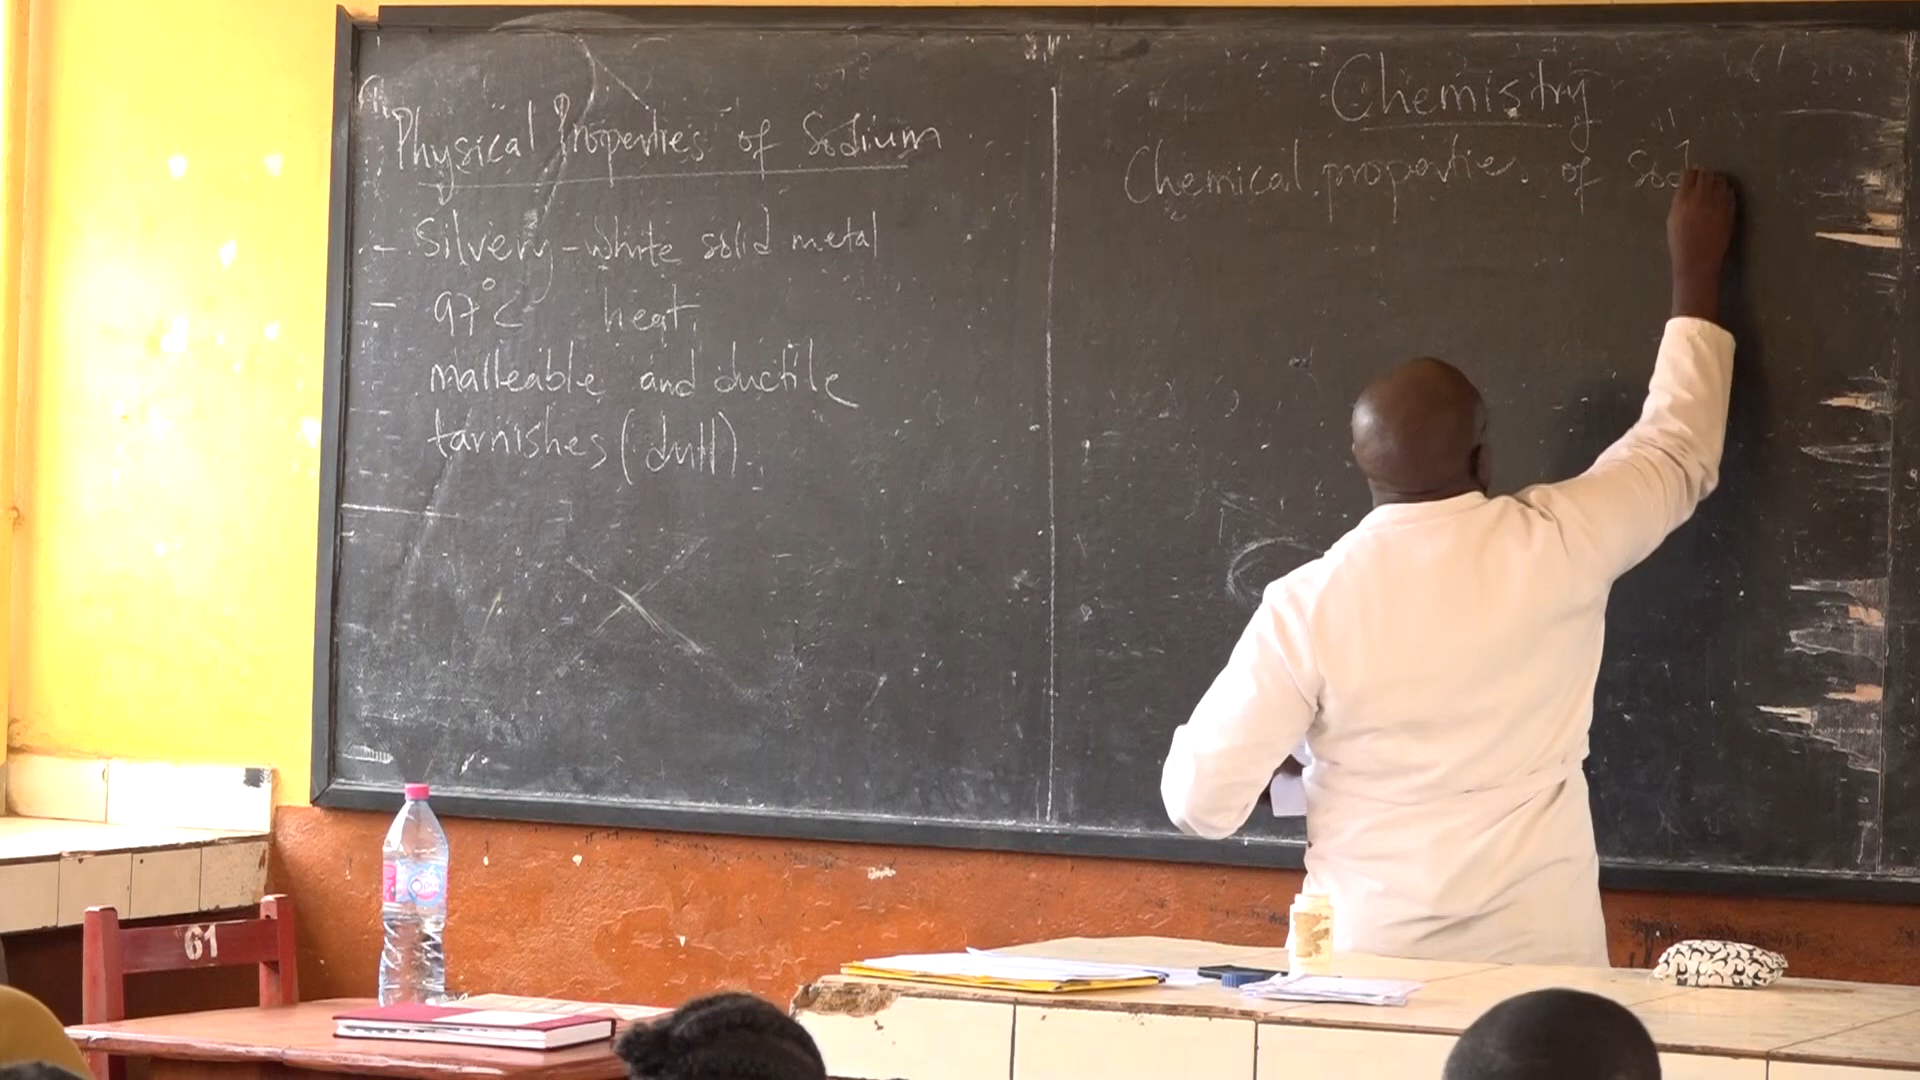 Physical Properties of Sodium
- Silvery-white solid metal
- 97°C heat,
malleable and ductile
tarnishes (dull).
Chemistry
Chemical properties of Sod
61